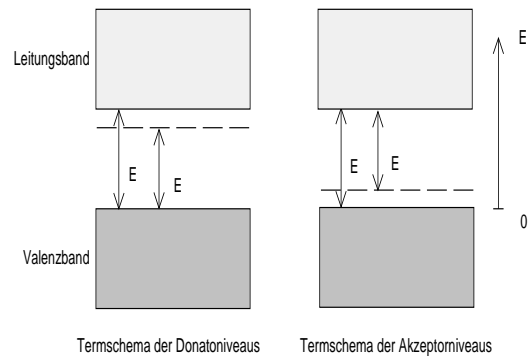 Leitungsband
E
E
E
E
E
0
Valenzband
Termschema der Donatoniveaus
Termschema der Akzeptorniveaus